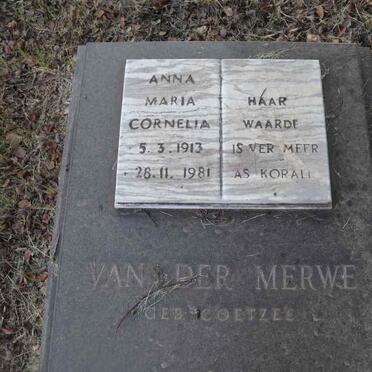 ANNA
MARIA
CORNELIA
5.3.1913
28.11.1981
HAAR
WAARDE
IS VER MEER
AS KORALE
VAN DER MERWE
GEB COETZEE